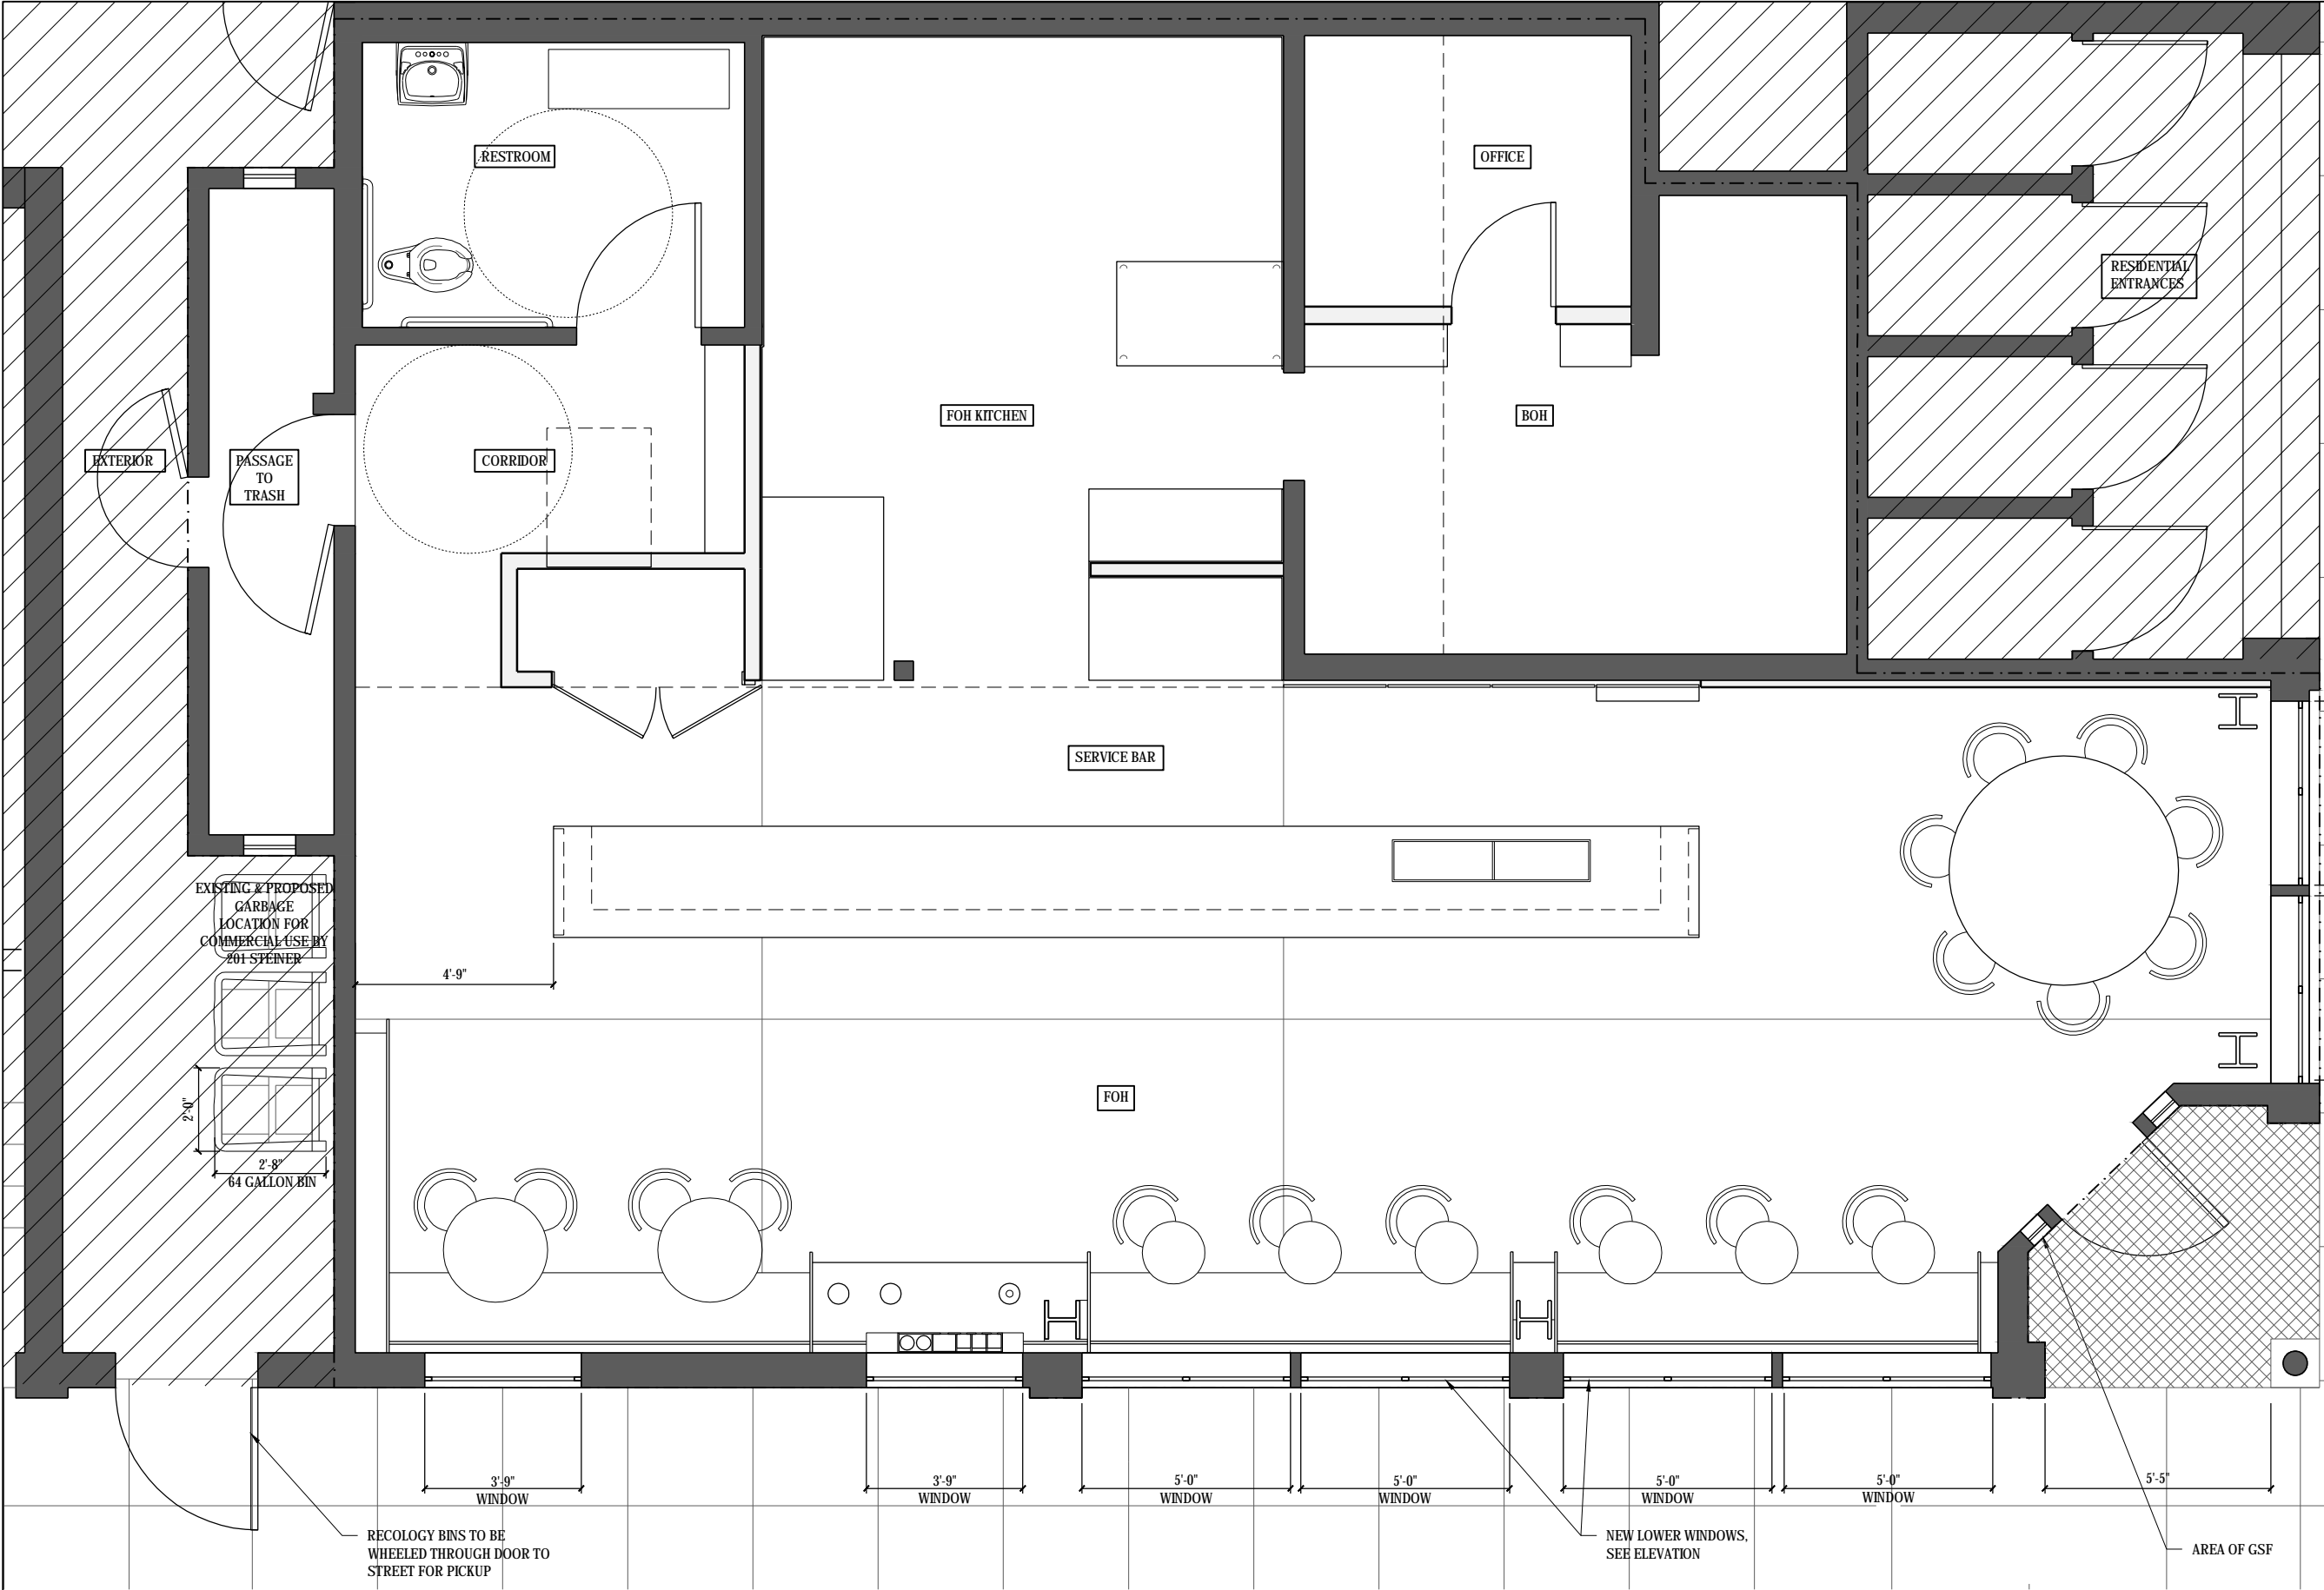 RESTROOM
OFFICE
RESIDENTIAL
ENTRANCES
FOH KITCHEN
BOH
EXTERIOR
PASSAGE
TO
TRASH
CORRIDOR
SERVICE BAR
EXISTING & PROPOSED
GARBAGE
LOCATION FOR
COMMERCIAL USE BY
201 STEINER
4'-9"
FOH
2'-0"
2'-8"
64 GALLON BIN
3'-9"
WINDOW
3'-9"
WINDOW
5'-0"
WINDOW
5'-0"
WINDOW
5'-0"
WINDOW
5'-0"
WINDOW
5'-5"
RECOLOGY BINS TO BE
WHEELED THROUGH DOOR TO
STREET FOR PICKUP
NEW LOWER WINDOWS,
SEE ELEVATION
AREA OF GSF